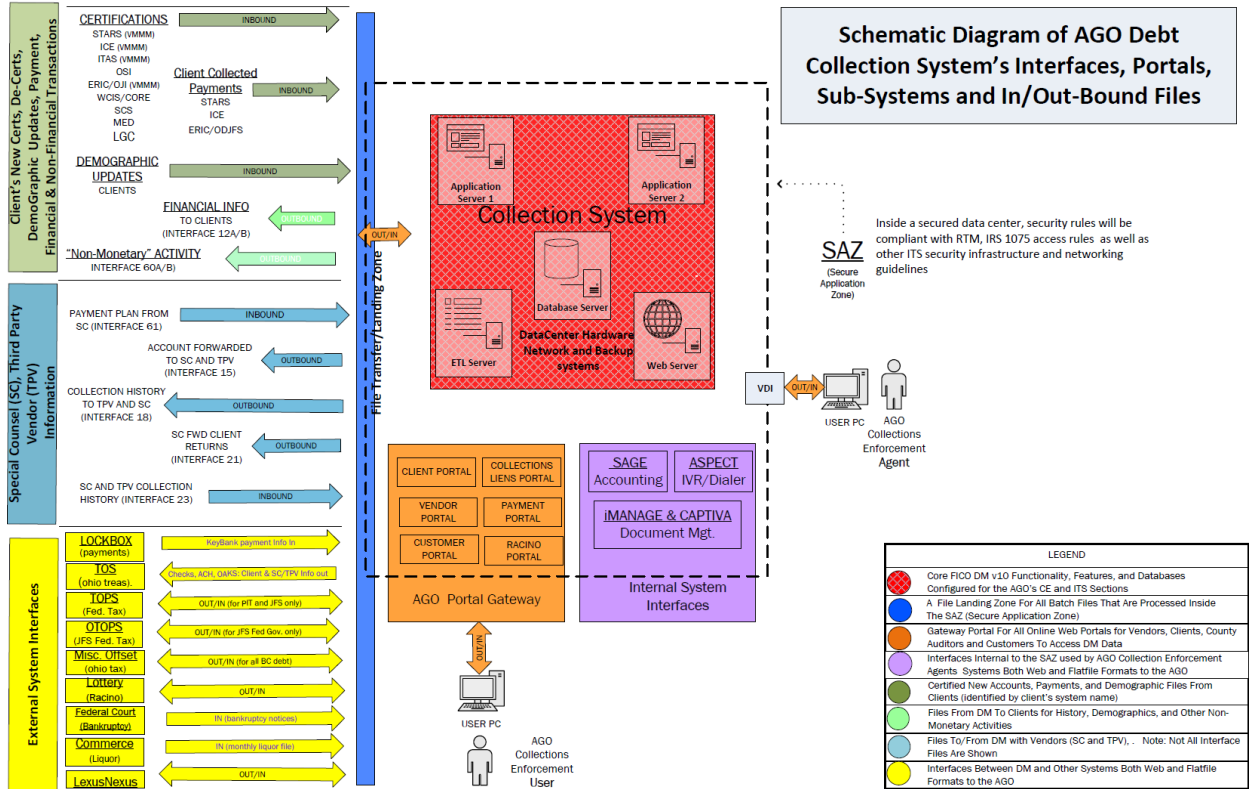 Schematic Diagram of AGO Debt
Collection System's Interfaces, Portals,
Sub-Systems and In/Out-Bound Files
Client's New Certs, De-Certs,
DemoGraphic Updates, Payment,
Financial & Non-Financial Transactions
CERTIFICATIONS
STARS (VMMM)
ICE (VMMM)
ITAS (VMMM)
OSI
ERIC/OJI (VMMM)
WCIS/CORE
SCS
MED
LGC
INBOUND
Client Collected
Payments
STARS
ICE
ERIC/ODJFS
INBOUND
DEMOGRAPHIC
UPDATES
CLIENTS
INBOUND
FINANCIAL INFO
TO CLIENTS
(INTERFACE 12A/B)
OUTBOUND
"Non-Monetary" ACTIVITY
INTERFACE 60A/B)
OUTBOUND
Special Counsel (SC), Third Party
Vendor (TPV)
Information
PAYMENT PLAN FROM
SC (INTERFACE 61)
INBOUND
ACCOUNT FORWARDED
TO SC AND TPV
(INTERFACE 15)
OUTBOUND
COLLECTION HISTORY
TO TPV AND SC
(INTERFACE 18)
OUTBOUND
SC FWD CLIENT
RETURNS
(INTERFACE 21)
OUTBOUND
SC AND TPV COLLECTION
HISTORY (INTERFACE 23)
INBOUND
External System Interfaces
LOCKBOX
(payments)
KeyBank payment Info In
TOS
(ohio treas).
Checks, ACH, OAKS: Client & SC/TPV Info out
TOPS
(Fed. Tax)
OUT/IN (for PIT and JFS only)
OTOPS
(JFS Fed. Tax)
OUT/IN (for JFS Fed Gov. only)
Misc. Offset
(ohio tax)
OUT/IN (for all BC debt)
Lottery
(Racino)
OUT/IN
Federal Court
(Bankruptcy)
IN (bankruptcy notices)
Commerce
(Liquor)
IN (monthly liquor file)
LexusNexus
OUT/IN
File Transfer/Landing Zone
OUT/IN
Application
Server 1
Application
Server 2
Collection System
Database Server
ETL Server
DataCenter Hardware
Network and Backup
systems
Web Server
SAZ
(Secure
Application
Zone)
Inside a secured data center, security rules will be
compliant with RTM, IRS 1075 access rules as well as
other ITS security infrastructure and networking
guidelines
VDI
OUT/IN
USER PC
AGO
Collections
Enforcement
Agent
CLIENT PORTAL
COLLECTIONS
LIENS PORTAL
VENDOR
PORTAL
PAYMENT
PORTAL
CUSTOMER
PORTAL
RACINO
PORTAL
AGO Portal Gateway
SAGE
Accounting
ASPECT
IVR/Dialer
iMANAGE & CAPTIVA
Document Mgt.
Internal System
Interfaces
OUT/IN
USER PC
AGO
Collections
Enforcement
User
LEGEND
Core FICO DM v10 Functionality, Features, and Databases
Configured for the AGO's CE and ITS Sections
A File Landing Zone For All Batch Files That Are Processed Inside
The SAZ (Secure Application Zone)
Gateway Portal For All Online Web Portals for Vendors, Clients, County
Auditors and Customers To Access DM Data
Interfaces Internal to the SAZ used by AGO Collection Enforcement
Agents Systems Both Web and Flatfile Formats to the AGO
Certified New Accounts, Payments, and Demographic Files From
Clients (identified by client's system name)
Files From DM To Clients for History, Demographics, and Other Non-
Monetary Activities
Files To/From DM with Vendors (SC and TPV), . Note: Not All Interface
Files Are Shown
Interfaces Between DM and Other Systems Both Web and Flatfile
Formats to the AGO